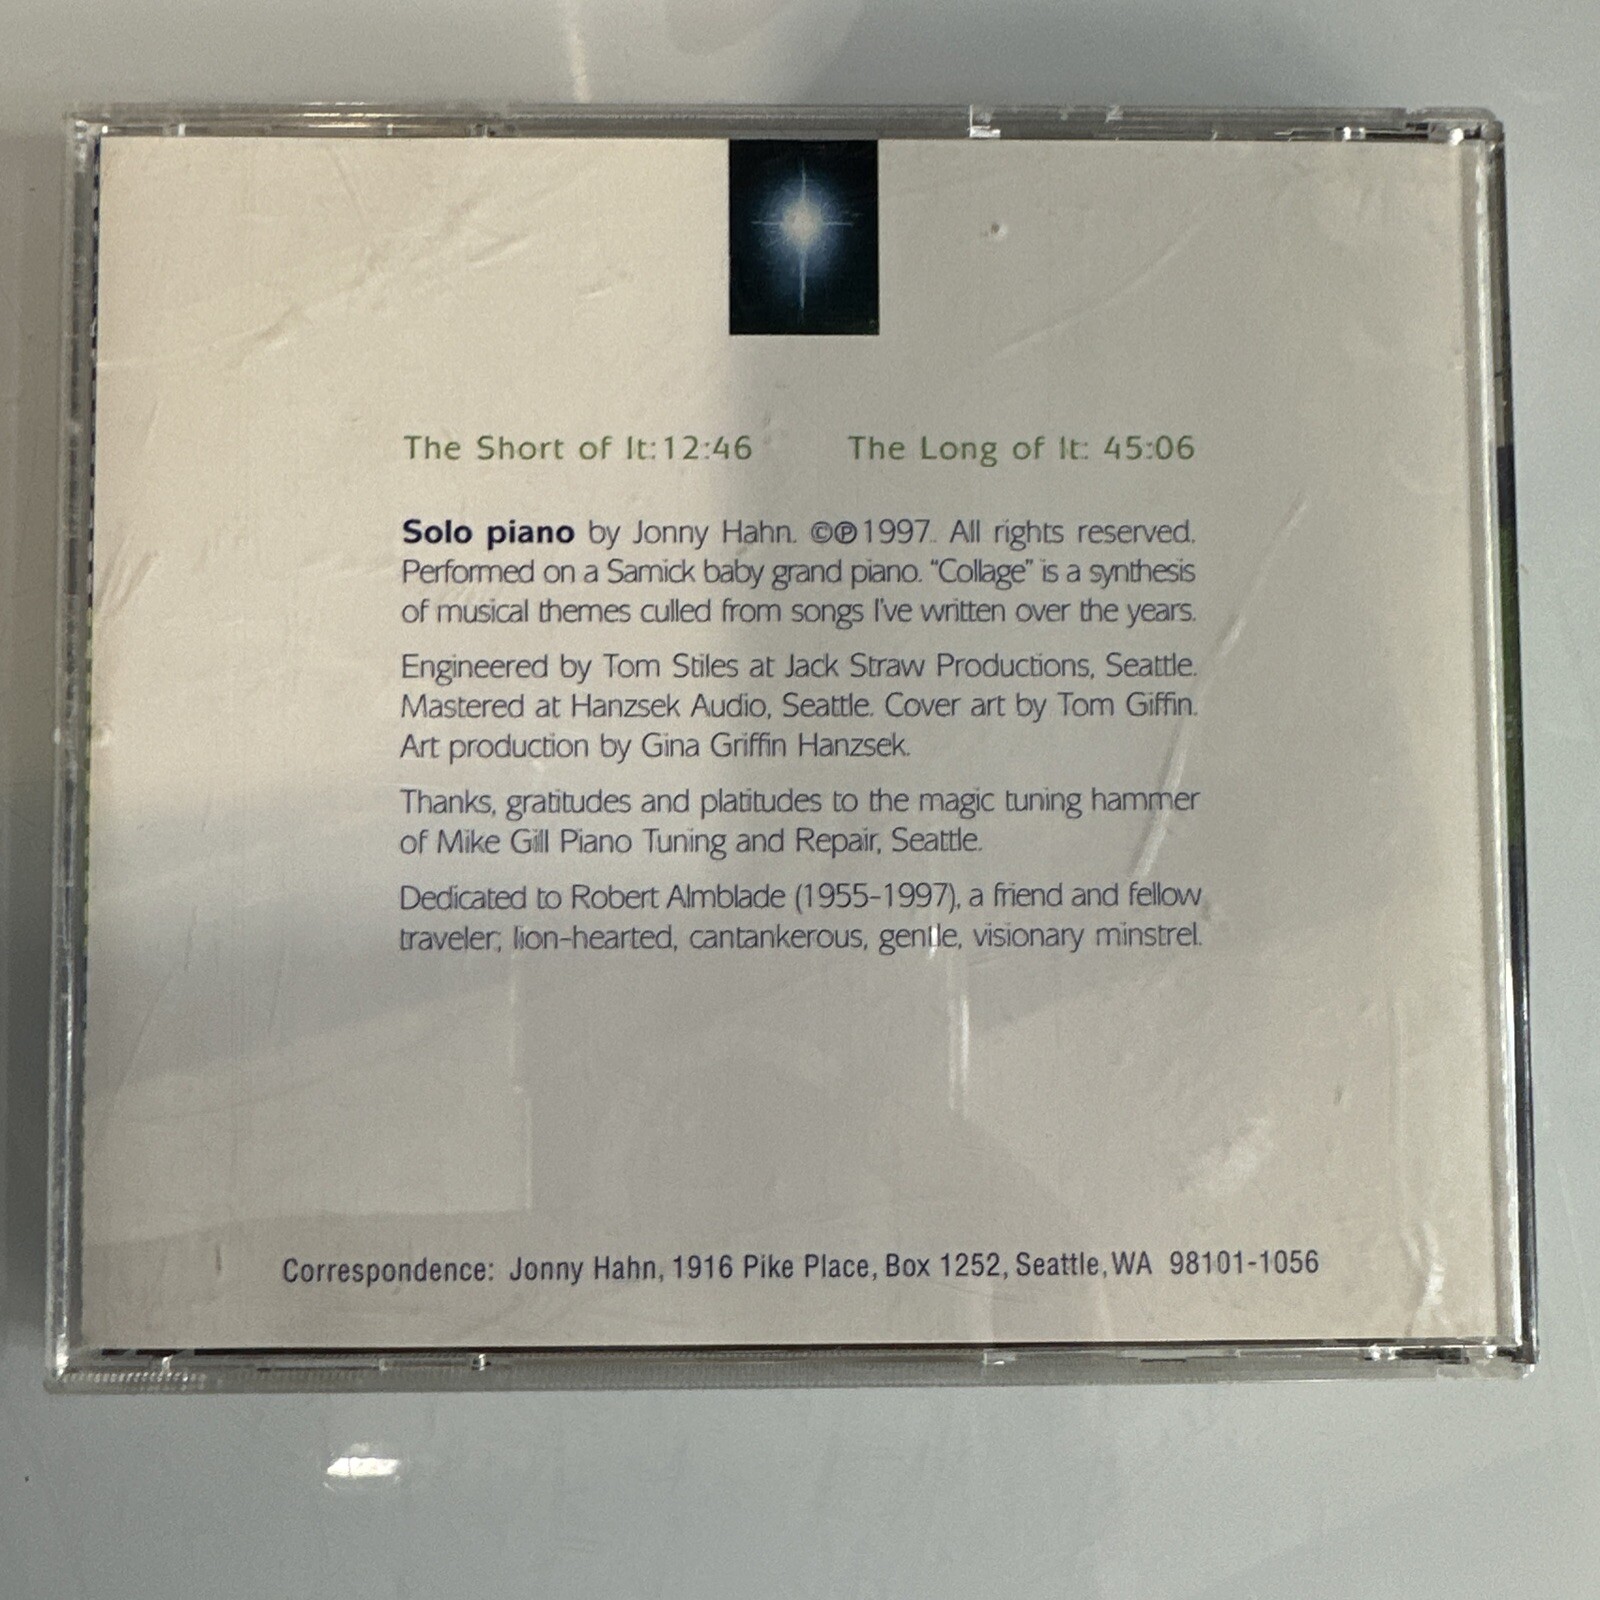 The Short of It:12:46 The Long of It: 45:06
Solo piano by Jonny Hahn. ©℗1997. All rights reserved.
Performed on a Samick baby grand piano. "Collage" is a synthesis
of musical themes culled from songs I've written over the years.
Engineered by Tom Stiles at Jack Straw Productions, Seattle.
Mastered at Hanzsek Audio, Seattle. Cover art by Tom Giffin.
Art production by Gina Griffin Hanzsek.
Thanks, gratitudes and platitudes to the magic tuning hammer
of Mike Gill Piano Tuning and Repair, Seattle.
Dedicated to Robert Almblade (1955-1997), a friend and fellow
traveler; lion-hearted, cantankerous, gentle, visionary minstrel.
Correspondence: Jonny Hahn, 1916 Pike Place, Box 1252, Seattle, WA 98101-1056